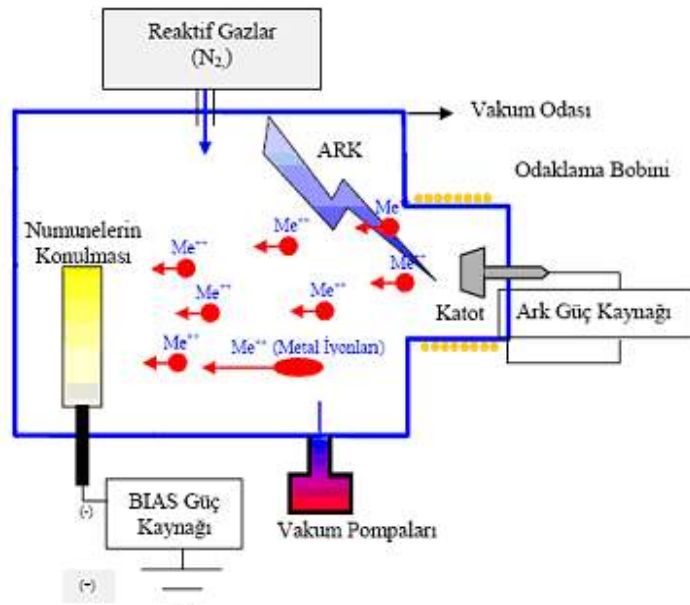 Reaktif Gazlar
(N₂,)
Vakum Odası
ARK
Odaklama Bobini
Numunelerin
Konulması
Me
Me⁺⁺
Me⁺⁺
Me⁺⁺
Me⁺⁺
Me⁺⁺
Katot
Ark Güç Kaynağı
Me⁺⁺
Me⁺⁺ (Metal İyonları)
(-)
BIAS Güç
Kaynağı
Vakum Pompaları